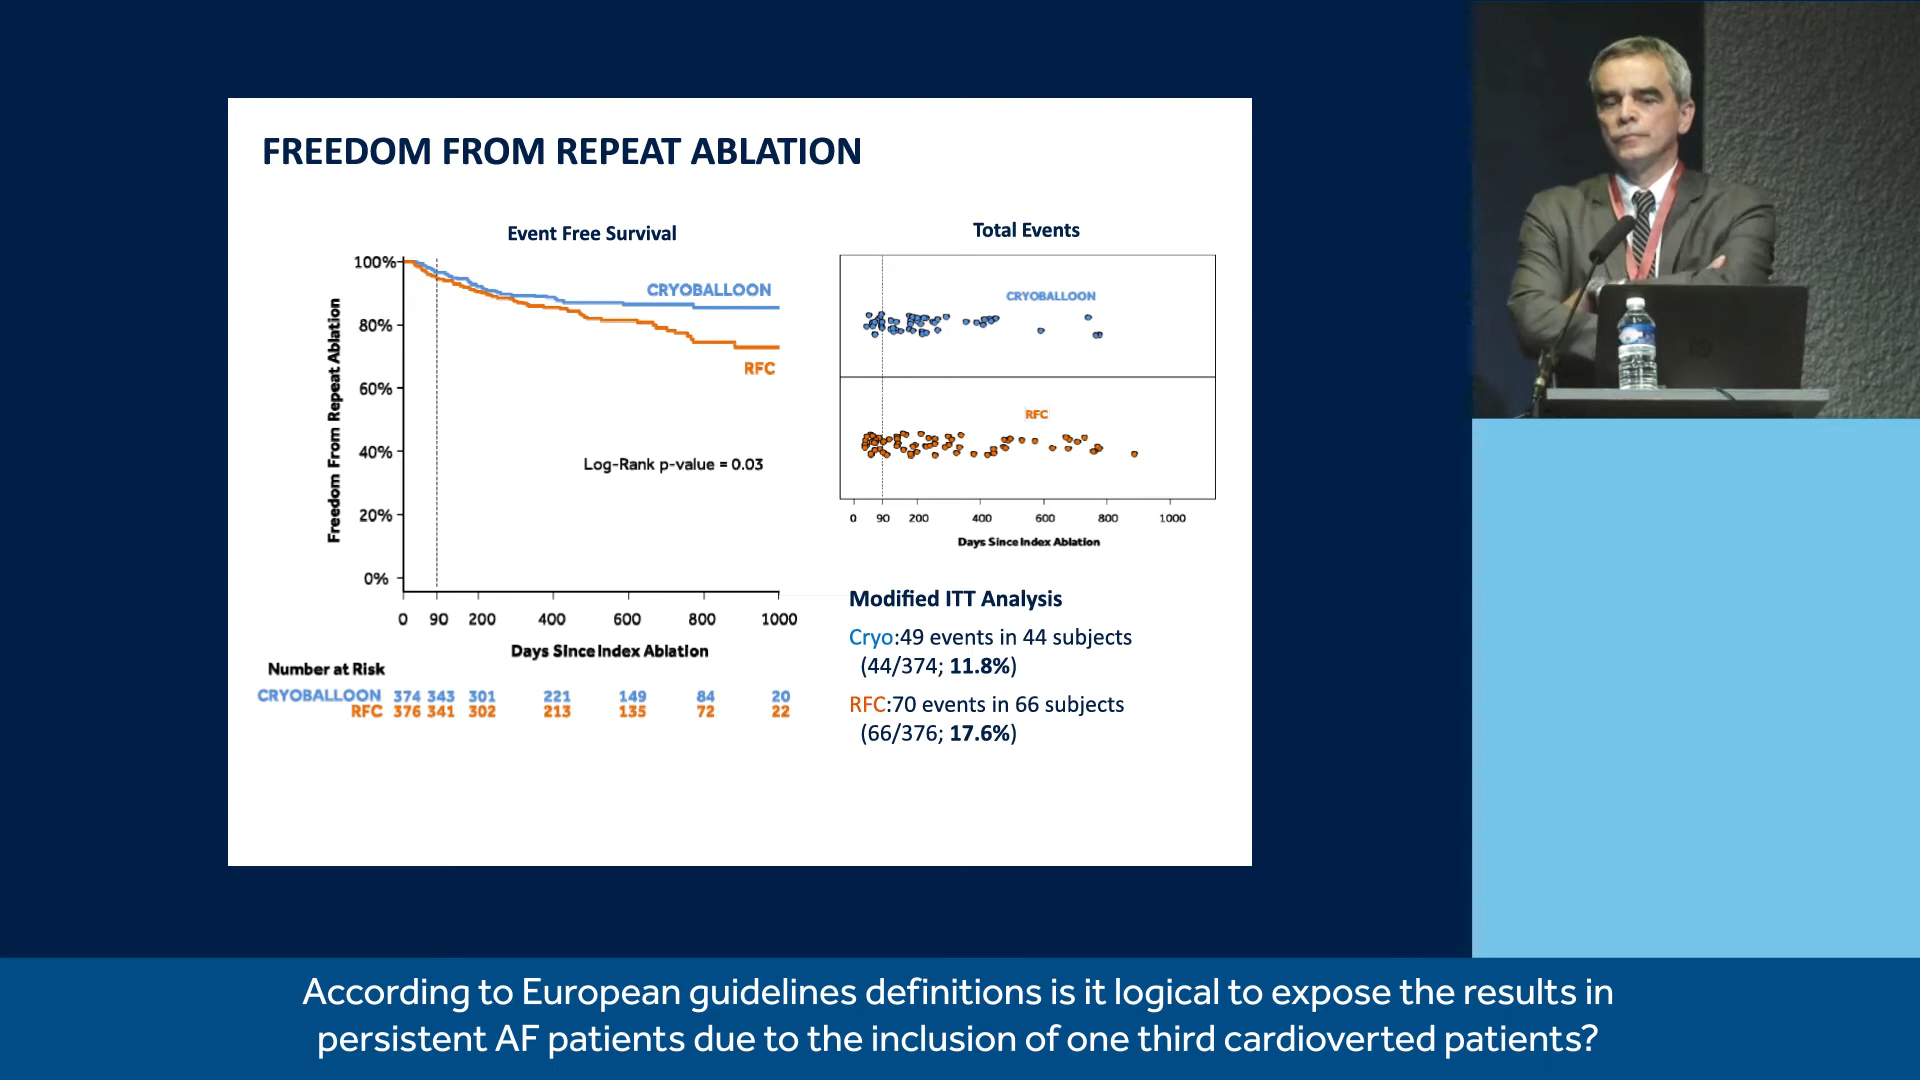 FREEDOM FROM REPEAT ABLATION
Event Free Survival
Freedom From Repeat Ablation
100%
80%
60%
40%
20%
0%
CRYOBALLOON
RFC
Log-Rank p-value = 0.03
0 90 200 400 600 800 1000
Days Since Index Ablation
Number at Risk
CRYOBALLOON 374 343 301 221 149 84 20
RFC 376 341 302 213 135 72 22
Total Events
CRYOBALLOON
RFC
0 90 200 400 600 800 1000
Days Since Index Ablation
Modified ITT Analysis
Cryo:49 events in 44 subjects
(44/374; 11.8%)
RFC:70 events in 66 subjects
(66/376; 17.6%)
According to European guidelines definitions is it logical to expose the results in
persistent AF patients due to the inclusion of one third cardioverted patients?